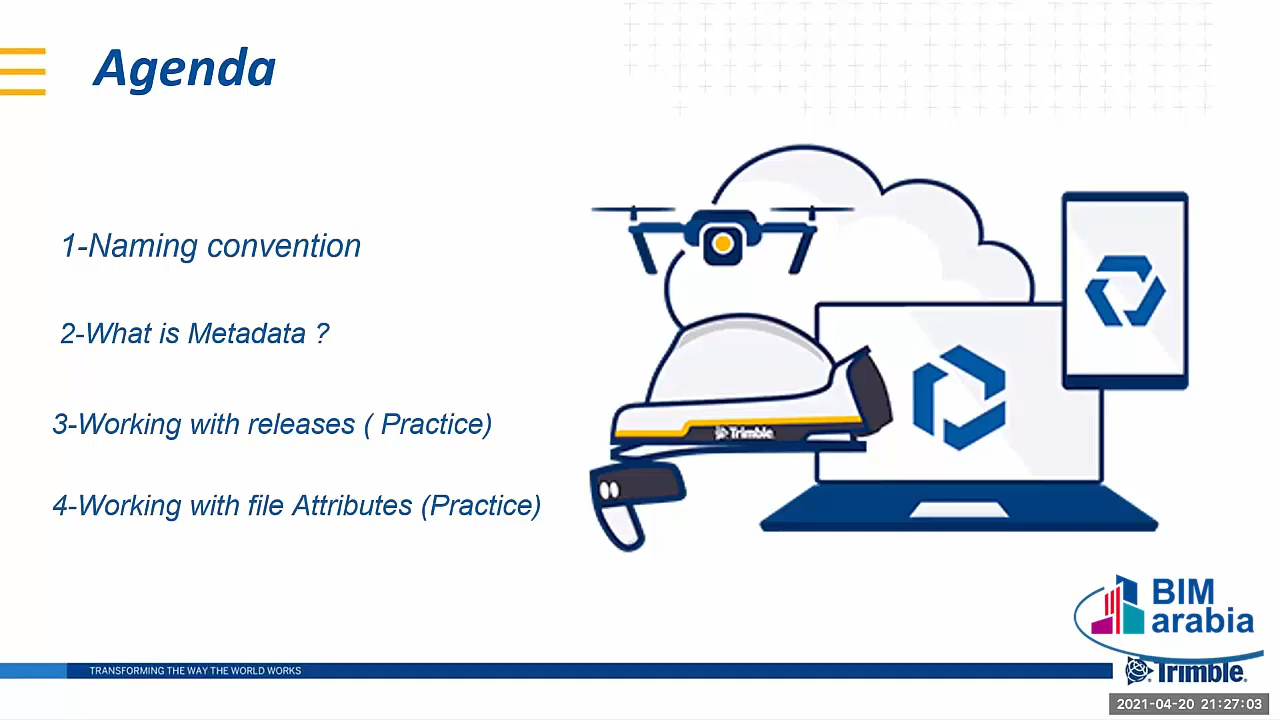 Agenda
1-Naming convention
2-What is Metadata ?
3-Working with releases ( Practice)
4-Working with file Attributes (Practice)
Trimble
BIM
arabia
TRANSFORMING THE WAY THE WORLD WORKS
Trimble
2021-04-20 21:27:03